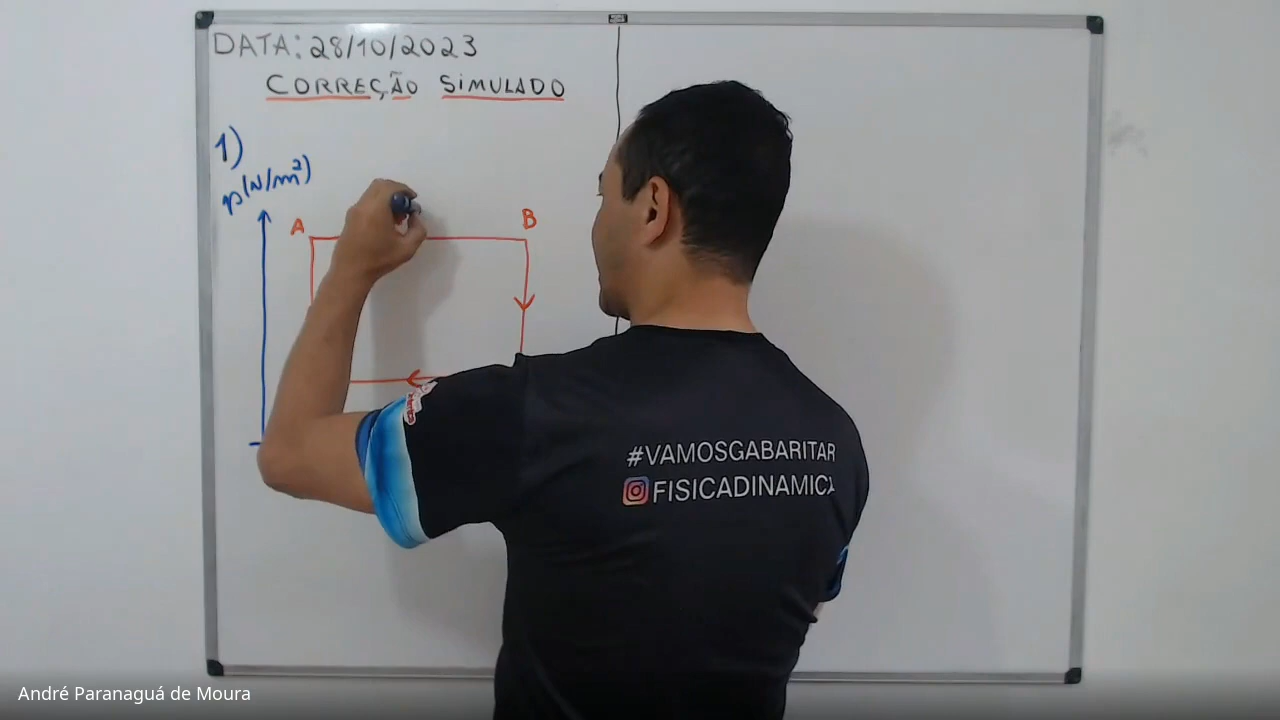 DATA: 28/10/2023
CORREÇÃO SIMULADO
1)
p(N/m²)
A
B
#VAMOSGABARITAR
FISICADINAMICA
André Paranaguá de Moura